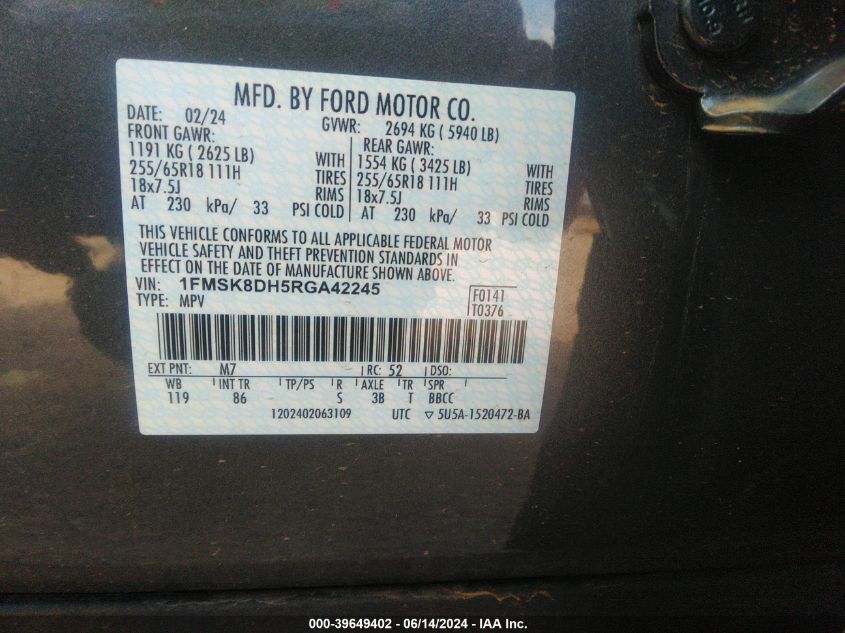 MFD. BY FORD MOTOR CO.
DATE: 02/24 GVWR: 2694 KG ( 5940 LB)
FRONT GAWR: REAR GAWR:
1191 KG ( 2625 LB) WITH 1554 KG ( 3425 LB) WITH
255/65R18 111H TIRES 255/65R18 111H TIRES
18x7.5J RIMS 18x7.5J RIMS
AT 230 kPa/ 33 PSI COLD AT 230 kPa/ 33 PSI COLD
THIS VEHICLE CONFORMS TO ALL APPLICABLE FEDERAL MOTOR
VEHICLE SAFETY AND THEFT PREVENTION STANDARDS IN
EFFECT ON THE DATE OF MANUFACTURE SHOWN ABOVE.
VIN: 1FMSK8DH5RGA42245 F0141
TYPE: MPV T0376
EXT PNT: M7 RC: 52 DSO:
WB INT TR TP/PS R AXLE TR SPR
119 86 S 3B T BBCC
1202402063109 UTC ▽ 5U5A-1520472-BA
000-39649402 - 06/14/2024 - IAA Inc.